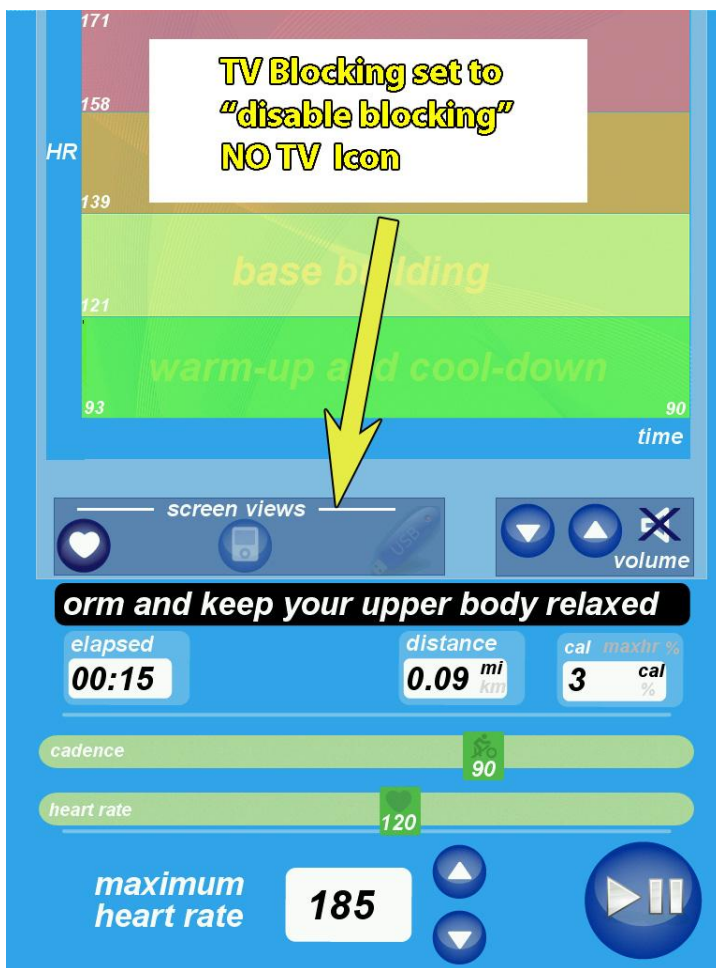 171
TV Blocking set to
“disable blocking”
NO TV Icon
158
HR
139
base building
121
warm-up and cool-down
93
90
time
screen views
USB
volume
orm and keep your upper body relaxed
elapsed
distance
cal maxhr %
00:15
0.09 mi
km
3 cal
%
cadence
90
heart rate
120
maximum
heart rate
185